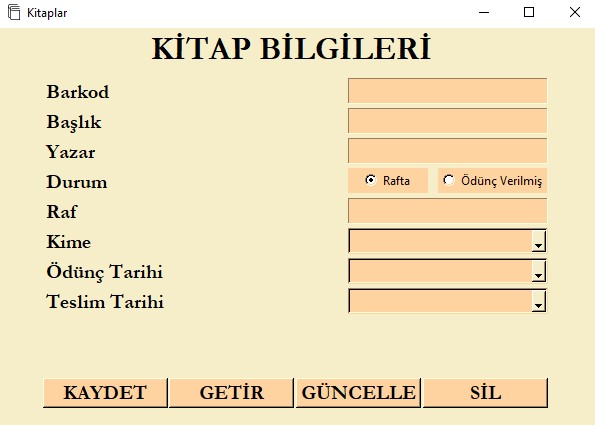 Kitaplar
KİTAP BİLGİLERİ
Barkod
Başlık
Yazar
Durum Rafta Ödünç Verilmiş
Raf
Kime
Ödünç Tarihi
Teslim Tarihi
KAYDET GETİR GÜNCELLE SİL